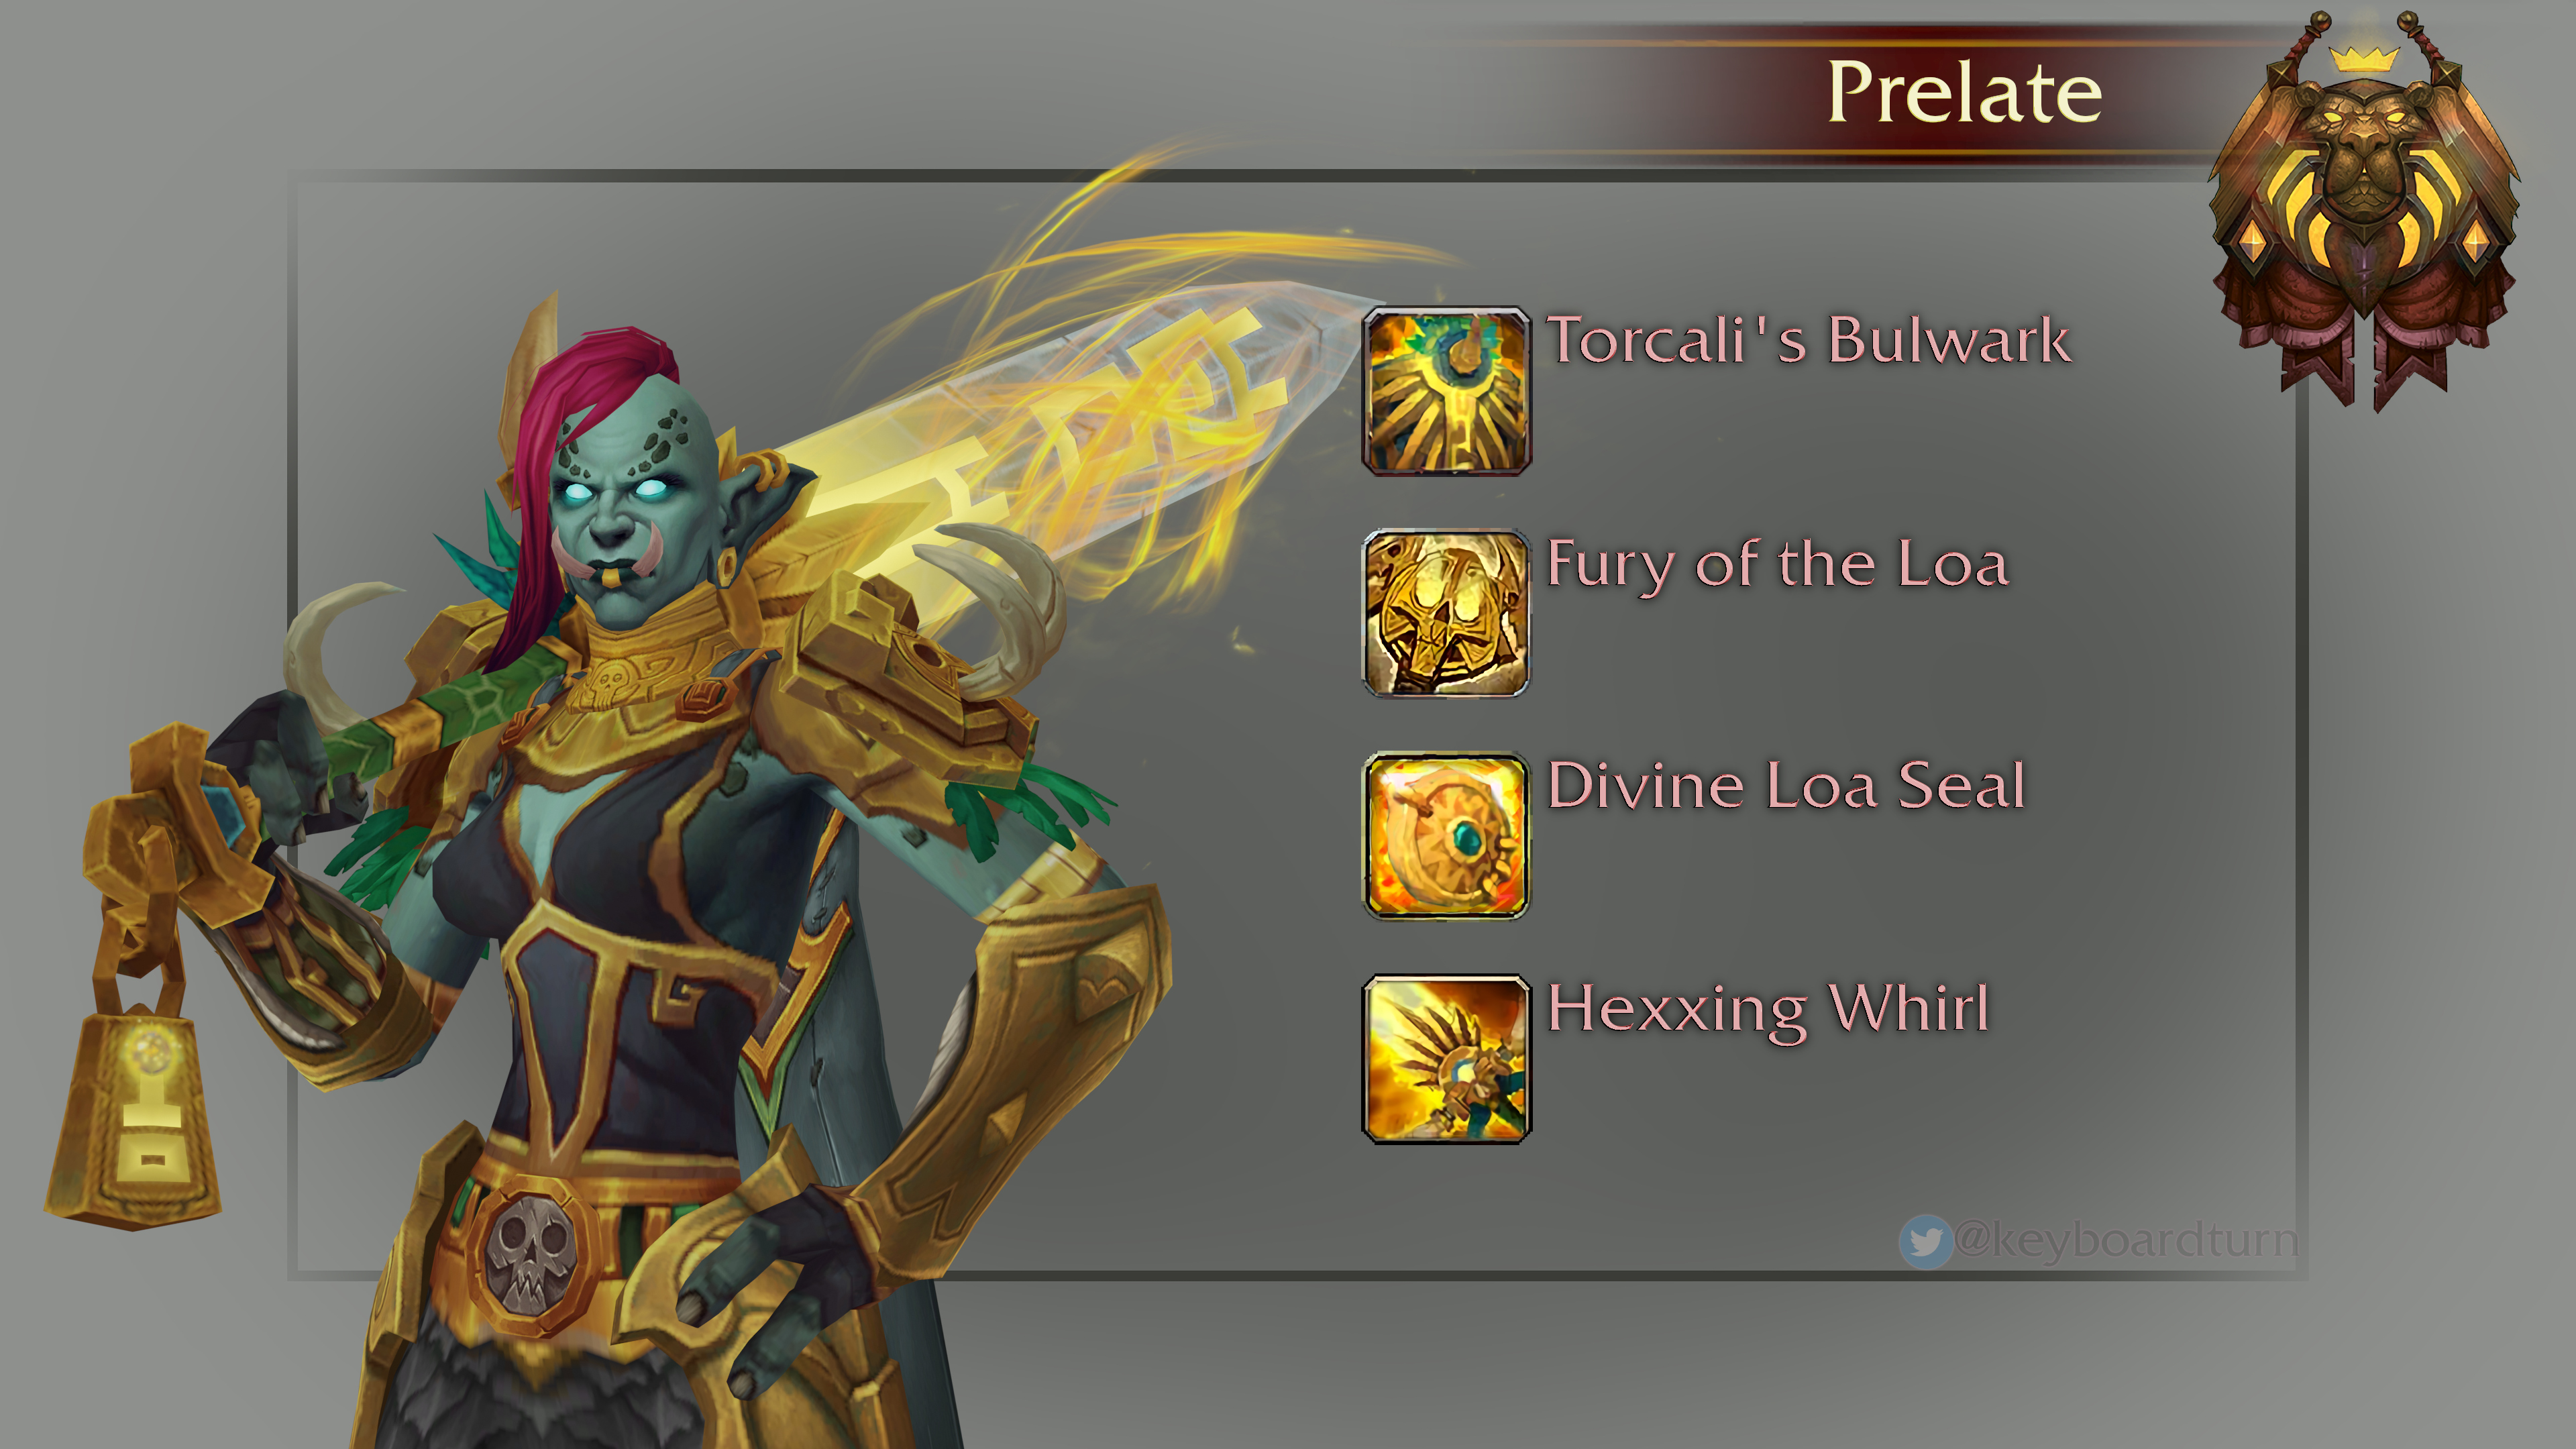 Prelate
Torcali's Bulwark
Fury of the Loa
Divine Loa Seal
Hexxing Whirl
@keyboardturn